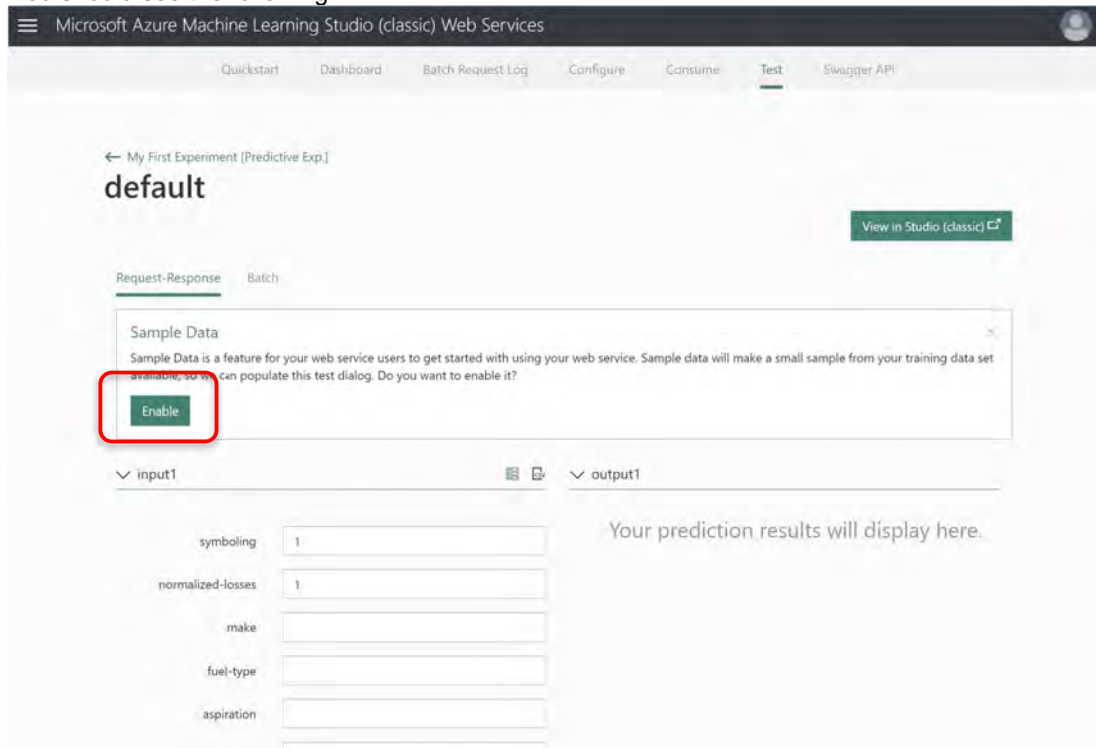 Microsoft Azure Machine Learning Studio (classic) Web Services
Quickstart Dashboard Batch Request Log Configure Consume Test Swagger API
← My First Experiment [Predictive Exp.]
default
View in Studio (classic)
Request-Response Batch
Sample Data
Sample Data is a feature for your web service users to get started with using your web service. Sample data will make a small sample from your training data set
available, so we can populate this test dialog. Do you want to enable it?
Enable
input1 output1
Your prediction results will display here.
symboling 1
normalized-losses 1
make
fuel-type
aspiration